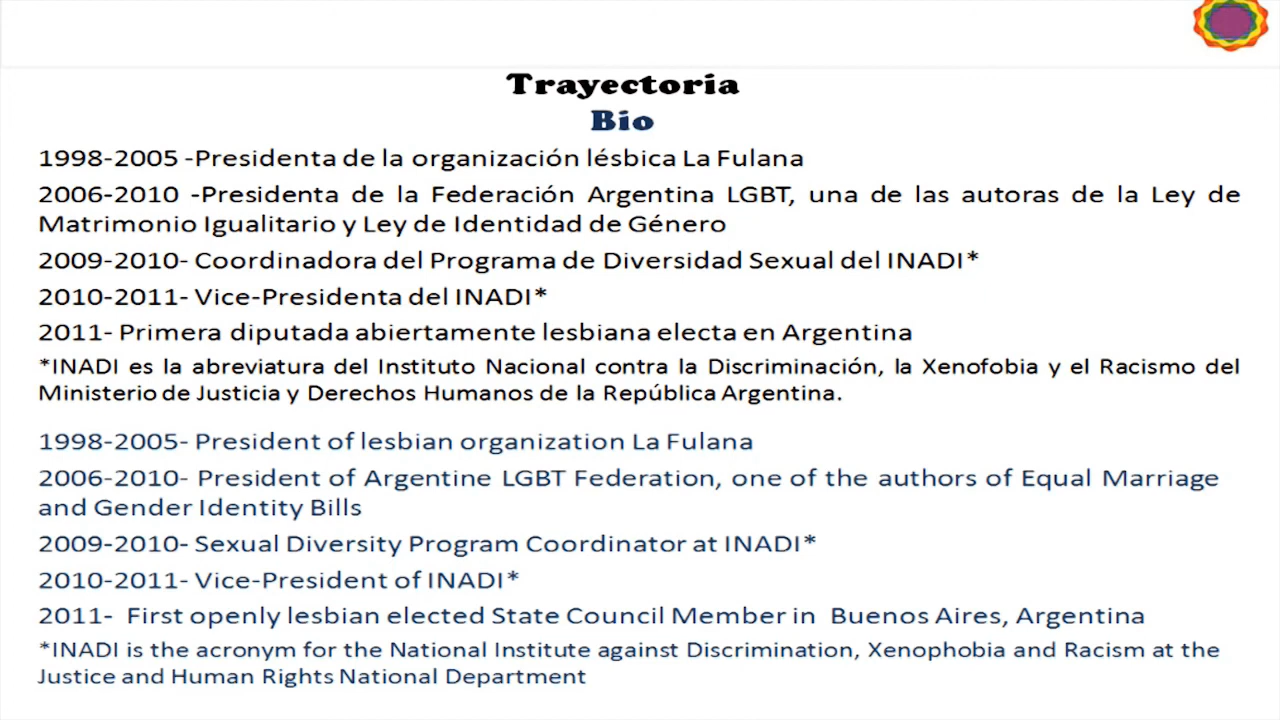 Trayectoria
Bio
1998-2005 -Presidenta de la organización lésbica La Fulana
2006-2010 -Presidenta de la Federación Argentina LGBT, una de las autoras de la Ley de
Matrimonio Igualitario y Ley de Identidad de Género
2009-2010- Coordinadora del Programa de Diversidad Sexual del INADI*
2010-2011- Vice-Presidenta del INADI*
2011- Primera diputada abiertamente lesbiana electa en Argentina
*INADI es la abreviatura del Instituto Nacional contra la Discriminación, la Xenofobia y el Racismo del
Ministerio de Justicia y Derechos Humanos de la República Argentina.
1998-2005- President of lesbian organization La Fulana
2006-2010- President of Argentine LGBT Federation, one of the authors of Equal Marriage
and Gender Identity Bills
2009-2010- Sexual Diversity Program Coordinator at INADI*
2010-2011- Vice-President of INADI*
2011- First openly lesbian elected State Council Member in Buenos Aires, Argentina
*INADI is the acronym for the National Institute against Discrimination, Xenophobia and Racism at the
Justice and Human Rights National Department